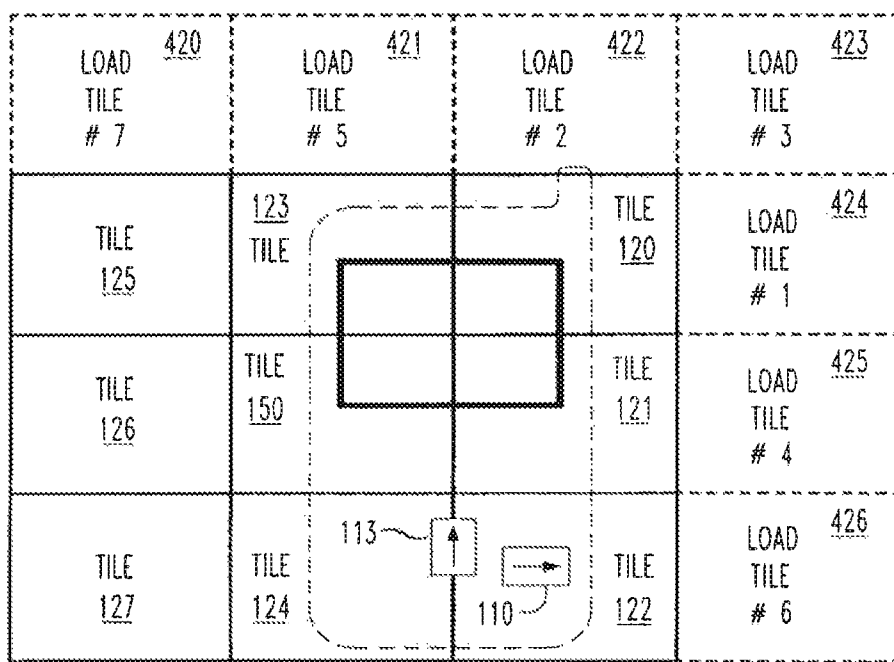 LOAD TILE # 7 420
LOAD TILE # 5 421
LOAD TILE # 2 422
LOAD TILE # 3 423
TILE 125
123 TILE
TILE 120
LOAD TILE # 1 424
TILE 126
TILE 150
TILE 121
LOAD TILE # 4 425
TILE 127
TILE 124
113
110
TILE 122
LOAD TILE # 6 426